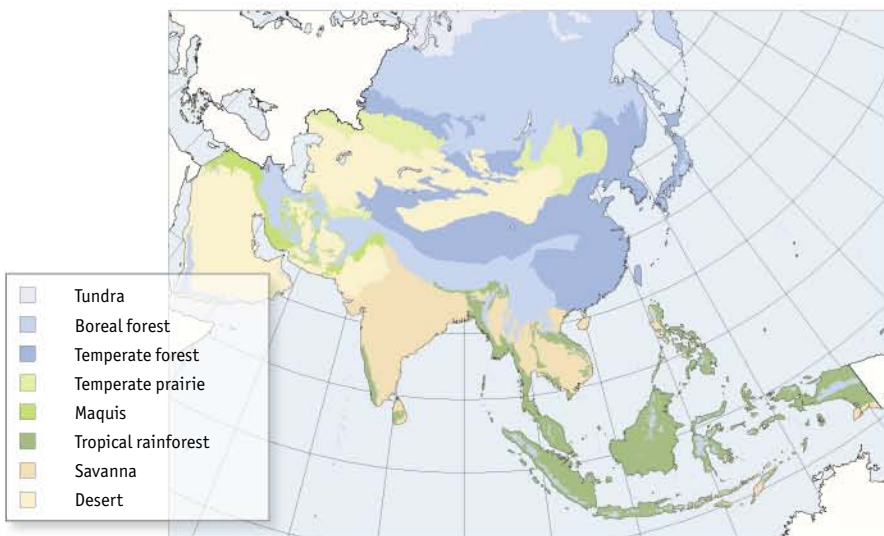 Tundra
Boreal forest
Temperate forest
Temperate prairie
Maquis
Tropical rainforest
Savanna
Desert